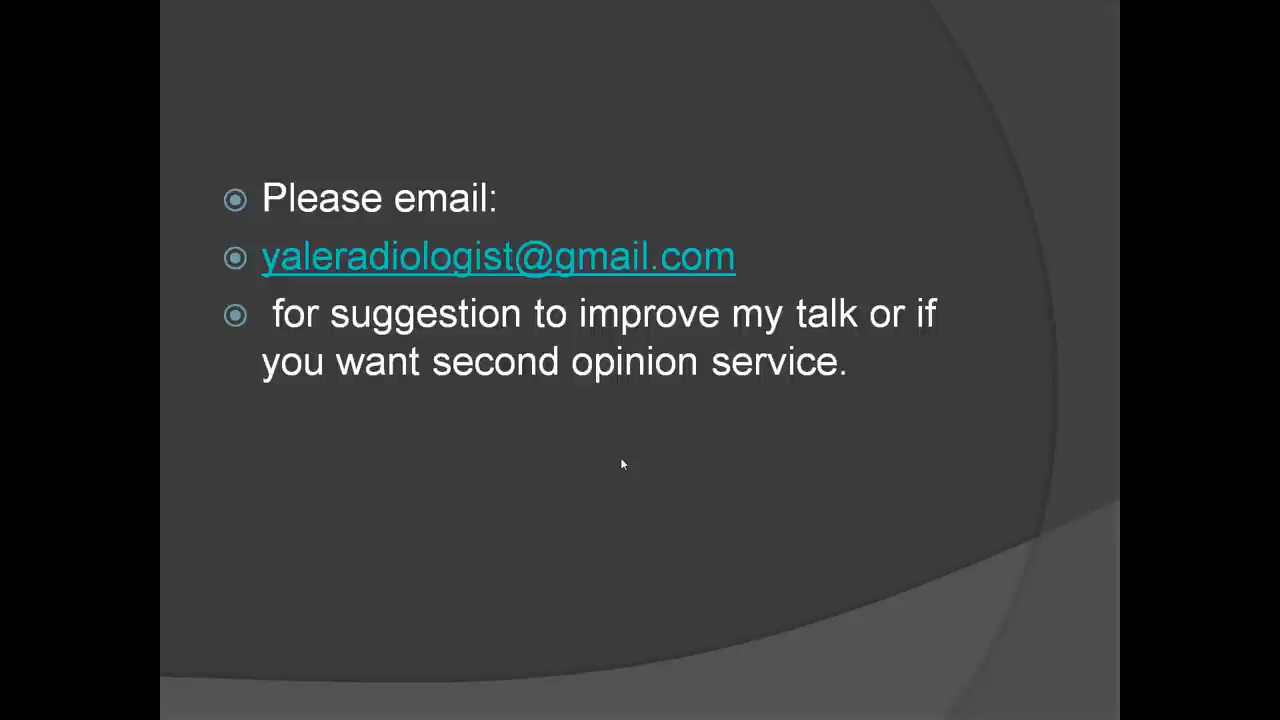 Please email:
yaleradiologist@gmail.com
for suggestion to improve my talk or if
you want second opinion service.